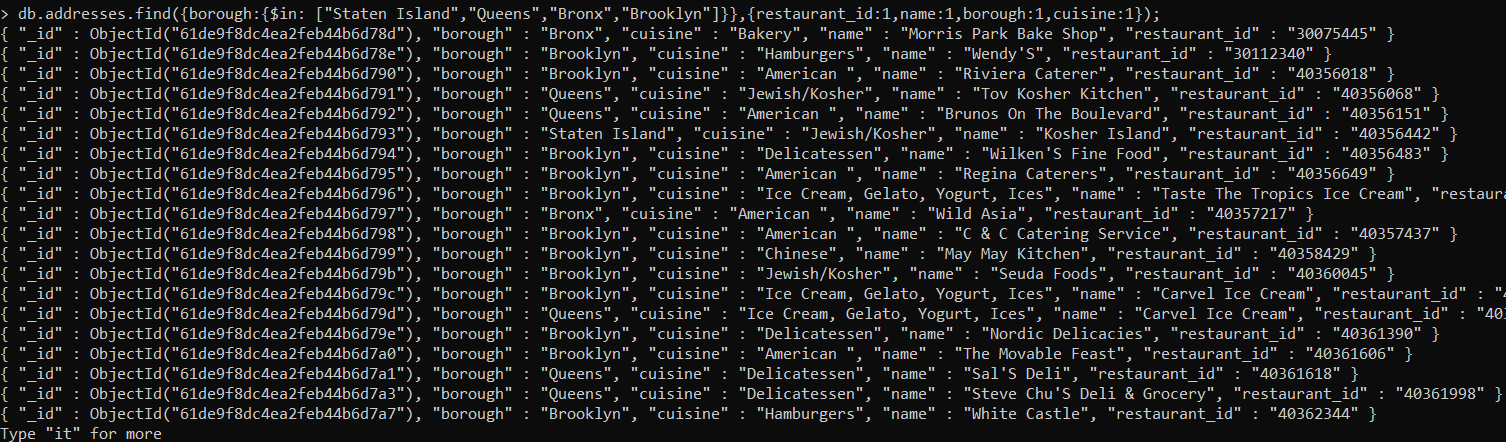 > db.addresses.find({borough:{$in: ["Staten Island","Queens","Bronx","Brooklyn"]}},{restaurant_id:1,name:1,borough:1,cuisine:1});
{ "_id" : ObjectId("61de9f8dc4ea2feb44b6d78d"), "borough" : "Bronx", "cuisine" : "Bakery", "name" : "Morris Park Bake Shop", "restaurant_id" : "30075445" }
{ "_id" : ObjectId("61de9f8dc4ea2feb44b6d78e"), "borough" : "Brooklyn", "cuisine" : "Hamburgers", "name" : "Wendy'S", "restaurant_id" : "30112340" }
{ "_id" : ObjectId("61de9f8dc4ea2feb44b6d790"), "borough" : "Brooklyn", "cuisine" : "American ", "name" : "Riviera Caterer", "restaurant_id" : "40356018" }
{ "_id" : ObjectId("61de9f8dc4ea2feb44b6d791"), "borough" : "Queens", "cuisine" : "Jewish/Kosher", "name" : "Tov Kosher Kitchen", "restaurant_id" : "40356068" }
{ "_id" : ObjectId("61de9f8dc4ea2feb44b6d792"), "borough" : "Queens", "cuisine" : "American ", "name" : "Brunos On The Boulevard", "restaurant_id" : "40356151" }
{ "_id" : ObjectId("61de9f8dc4ea2feb44b6d793"), "borough" : "Staten Island", "cuisine" : "Jewish/Kosher", "name" : "Kosher Island", "restaurant_id" : "40356442" }
{ "_id" : ObjectId("61de9f8dc4ea2feb44b6d794"), "borough" : "Brooklyn", "cuisine" : "Delicatessen", "name" : "Wilken'S Fine Food", "restaurant_id" : "40356483" }
{ "_id" : ObjectId("61de9f8dc4ea2feb44b6d795"), "borough" : "Brooklyn", "cuisine" : "American ", "name" : "Regina Caterers", "restaurant_id" : "40356649" }
{ "_id" : ObjectId("61de9f8dc4ea2feb44b6d796"), "borough" : "Brooklyn", "cuisine" : "Ice Cream, Gelato, Yogurt, Ices", "name" : "Taste The Tropics Ice Cream", "restaura
{ "_id" : ObjectId("61de9f8dc4ea2feb44b6d797"), "borough" : "Bronx", "cuisine" : "American ", "name" : "Wild Asia", "restaurant_id" : "40357217" }
{ "_id" : ObjectId("61de9f8dc4ea2feb44b6d798"), "borough" : "Brooklyn", "cuisine" : "American ", "name" : "C & C Catering Service", "restaurant_id" : "40357437" }
{ "_id" : ObjectId("61de9f8dc4ea2feb44b6d799"), "borough" : "Brooklyn", "cuisine" : "Chinese", "name" : "May May Kitchen", "restaurant_id" : "40358429" }
{ "_id" : ObjectId("61de9f8dc4ea2feb44b6d79b"), "borough" : "Brooklyn", "cuisine" : "Jewish/Kosher", "name" : "Seuda Foods", "restaurant_id" : "40360045" }
{ "_id" : ObjectId("61de9f8dc4ea2feb44b6d79c"), "borough" : "Brooklyn", "cuisine" : "Ice Cream, Gelato, Yogurt, Ices", "name" : "Carvel Ice Cream", "restaurant_id" : "4
{ "_id" : ObjectId("61de9f8dc4ea2feb44b6d79d"), "borough" : "Queens", "cuisine" : "Ice Cream, Gelato, Yogurt, Ices", "name" : "Carvel Ice Cream", "restaurant_id" : "403
{ "_id" : ObjectId("61de9f8dc4ea2feb44b6d79e"), "borough" : "Brooklyn", "cuisine" : "Delicatessen", "name" : "Nordic Delicacies", "restaurant_id" : "40361390" }
{ "_id" : ObjectId("61de9f8dc4ea2feb44b6d7a0"), "borough" : "Brooklyn", "cuisine" : "American ", "name" : "The Movable Feast", "restaurant_id" : "40361606" }
{ "_id" : ObjectId("61de9f8dc4ea2feb44b6d7a1"), "borough" : "Queens", "cuisine" : "Delicatessen", "name" : "Sal'S Deli", "restaurant_id" : "40361618" }
{ "_id" : ObjectId("61de9f8dc4ea2feb44b6d7a3"), "borough" : "Queens", "cuisine" : "Delicatessen", "name" : "Steve Chu'S Deli & Grocery", "restaurant_id" : "40361998" }
{ "_id" : ObjectId("61de9f8dc4ea2feb44b6d7a7"), "borough" : "Brooklyn", "cuisine" : "Hamburgers", "name" : "White Castle", "restaurant_id" : "40362344" }
Type "it" for more